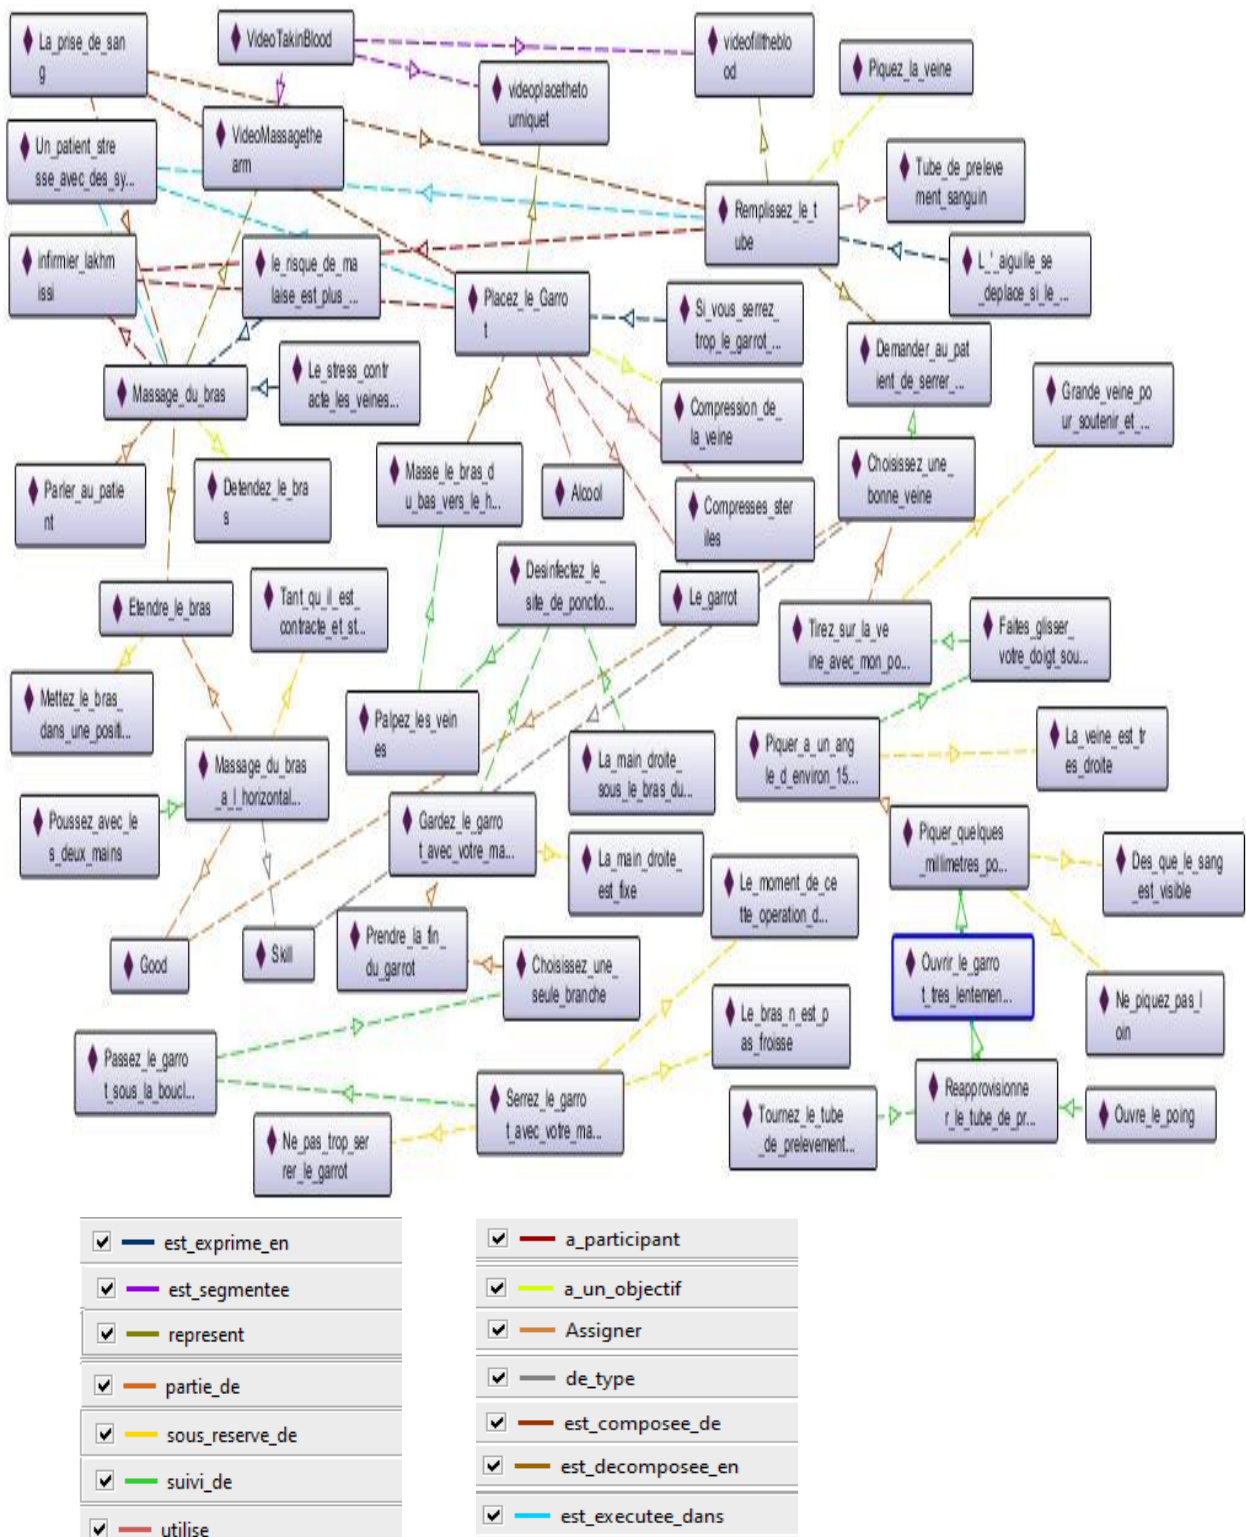 La_prise_de_san
g
VideoTakinBlood
videofilltheblo
od
Piquez_la_veine
videoplacetheto
urniquet
VideoMassagethe
arm
Un_patient_stre
sse_avec_des_sy...
Tube_de_preleve
ment_sanguin
Remplissez_le_t
ube
infirmier_lakhm
issi
le_risque_de_ma
laise_est_plus_...
L_'_aiguille_se
_deplace_si_le_...
Placez_le_Garro
t
Si_vous_serrez_
trop_le_garrot_...
Demander_au_pat
ient_de_serrer_...
Massage_du_bras
Le_stress_contr
acte_les_veines...
Compression_de_
la_veine
Grande_veine_po
ur_soutenir_et_...
Parler_au_patie
nt
Detendez_le_bra
s
Masse_le_bras_d
u_bas_vers_le_h...
Alcool
Choisissez_une_
bonne_veine
Compresses_ster
iles
Etendre_le_bras
Tant_qu_il_est_
contracte_et_st...
Desinfectez_le_
site_de_ponctio...
Le_garrot
Tirez_sur_la_ve
ine_avec_mon_po...
Faites_glisser_
votre_doigt_sou...
Mettez_le_bras_
dans_une_positi...
Palpez_les_vein
es
Massage_du_bras
_a_l_horizontal...
La_main_droite_
sous_le_bras_du...
Piquer_a_un_ang
le_d_environ_15...
La_veine_est_tr
es_droite
Poussez_avec_le
s_deux_mains
Gardez_le_garro
t_avec_votre_ma...
La_main_droite_
est_fixe
Piquer_quelques
_millimetres_po...
Des_que_le_sang
_est_visible
Le_moment_de_ce
tte_operation_d...
Good
Skill
Prendre_la_fin_
du_garrot
Choisissez_une_
seule_branche
Ouvrir_le_garro
t_tres_lentemen...
Ne_piquez_pas_l
oin
Le_bras_n_est_p
as_froisse
Passez_le_garro
t_sous_la_boucl...
Serrez_le_garro
t_avec_votre_ma...
Reapprovisionne
r_le_tube_de_pr...
Tournez_le_tube
_de_prelevement...
Ouvre_le_poing
Ne_pas_trop_ser
rer_le_garrot
est_exprime_en
est_segmentee
represent
partie_de
sous_reserve_de
suivi_de
utilise
a_participant
a_un_objectif
Assigner
de_type
est_composee_de
est_decomposee_en
est_executee_dans